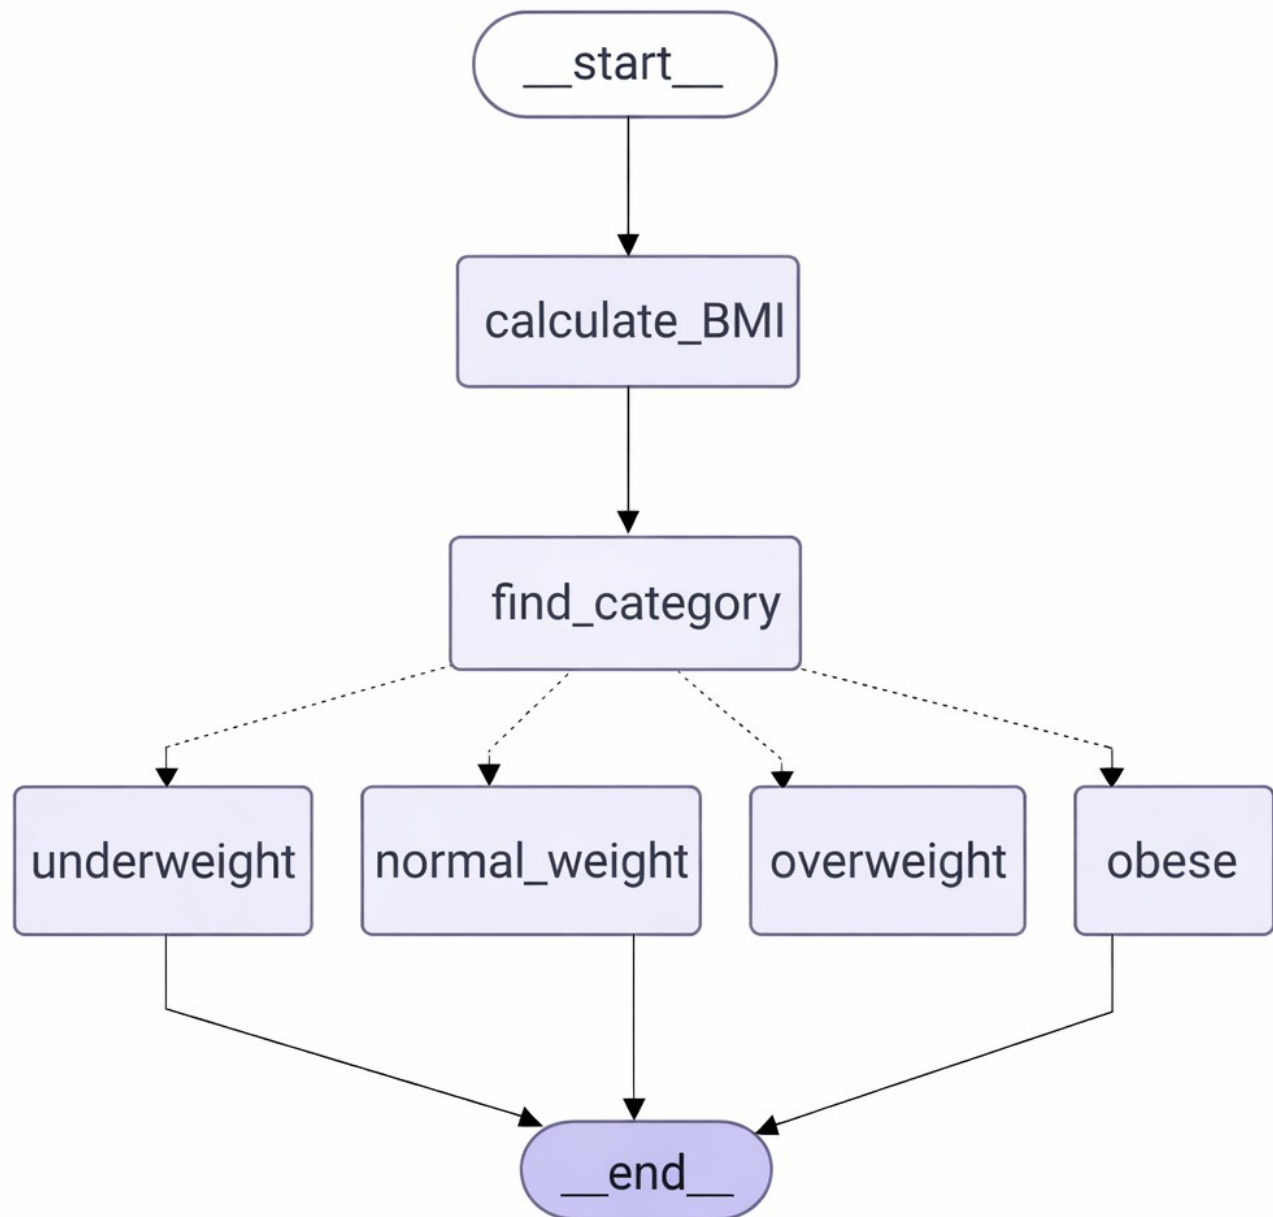 __start__
calculate_BMI
find_category
underweight
normal_weight
overweight
obese
__end__